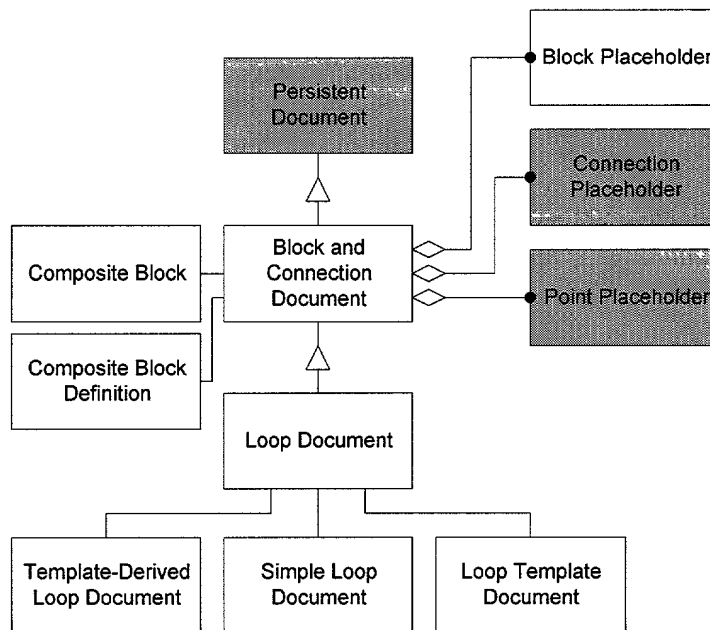 Block Placeholder
Persistent
Document
Connection
Placeholder
Composite Block
Block and
Connection
Document
Point Placeholder
Composite Block
Definition
Loop Document
Template-Derived
Loop Document
Simple Loop
Document
Loop Template
Document